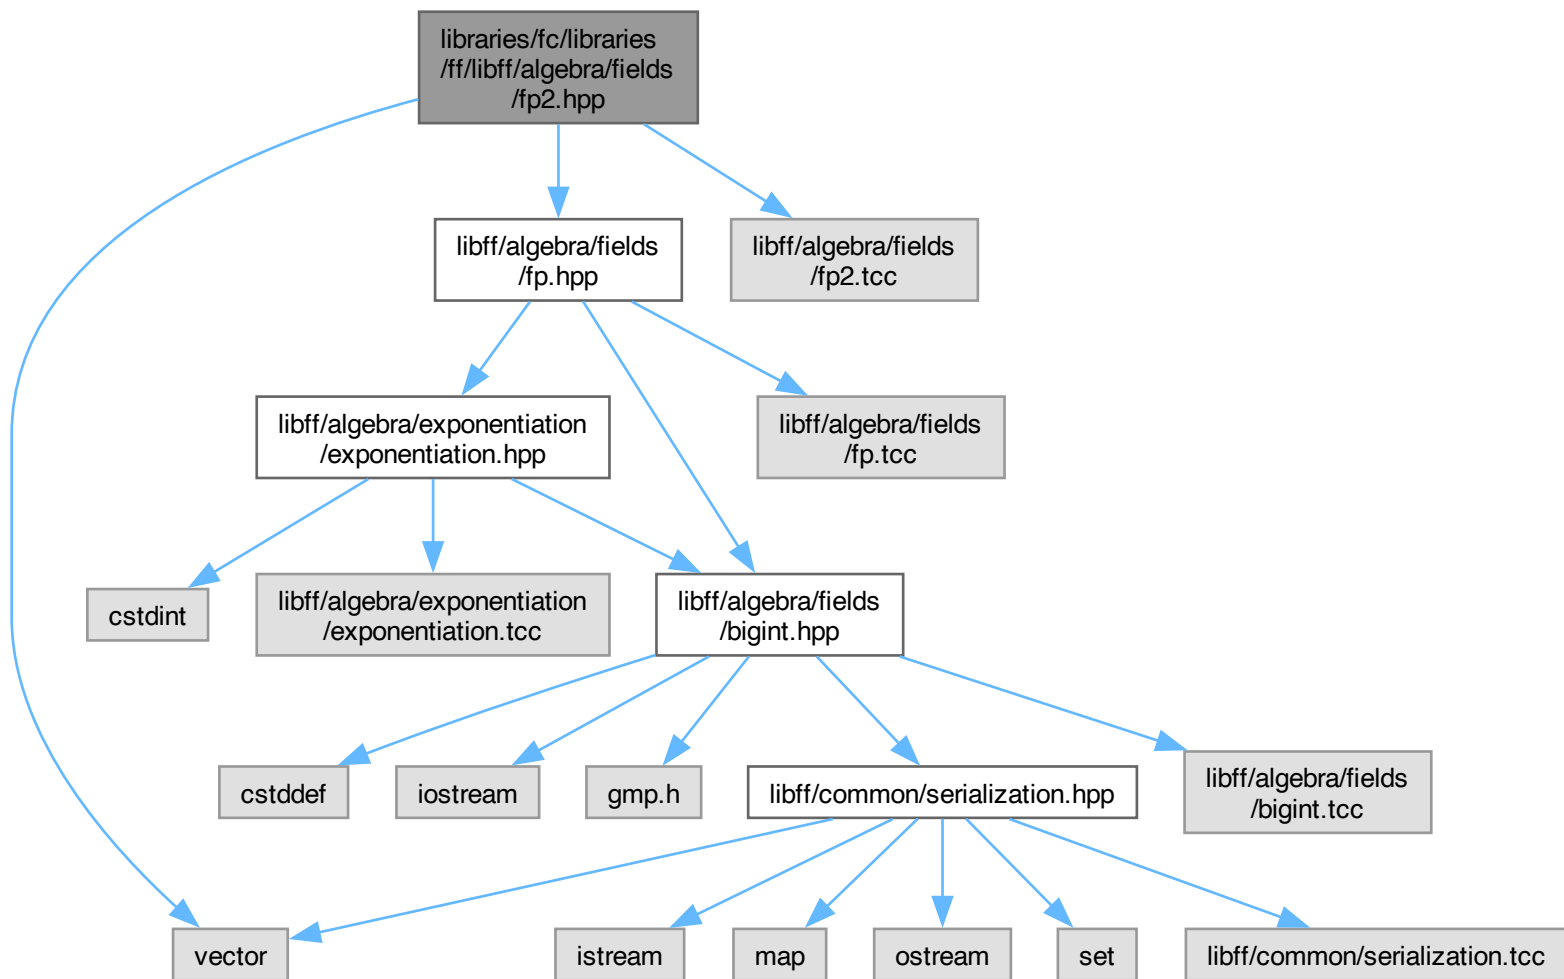 libraries/fc/libraries
/ff/libff/algebra/fields
/fp2.hpp
libff/algebra/fields
/fp.hpp
libff/algebra/fields
/fp2.tcc
libff/algebra/exponentiation
/exponentiation.hpp
libff/algebra/fields
/fp.tcc
cstdint
libff/algebra/exponentiation
/exponentiation.tcc
libff/algebra/fields
/bigint.hpp
cstddef
iostream
gmp.h
libff/common/serialization.hpp
libff/algebra/fields
/bigint.tcc
vector
istream
map
ostream
set
libff/common/serialization.tcc